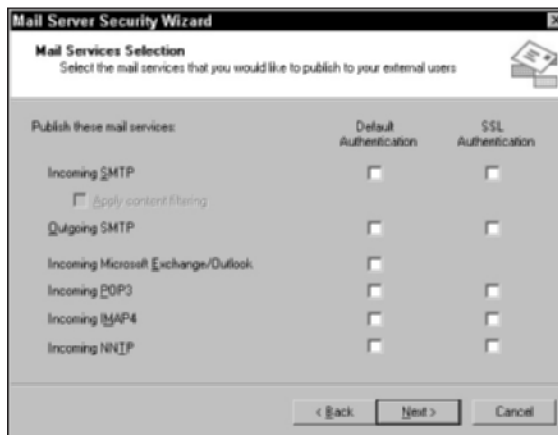 Mail Server Security Wizard
Mail Services Selection
Select the mail services that you would like to publish to your external users
Publish these mail services: Default Authentication SSL Authentication
Incoming SMTP
Apply content filtering
Outgoing SMTP
Incoming Microsoft Exchange/Outlook
Incoming POP3
Incoming IMAP4
Incoming NNTP
< Back Next > Cancel